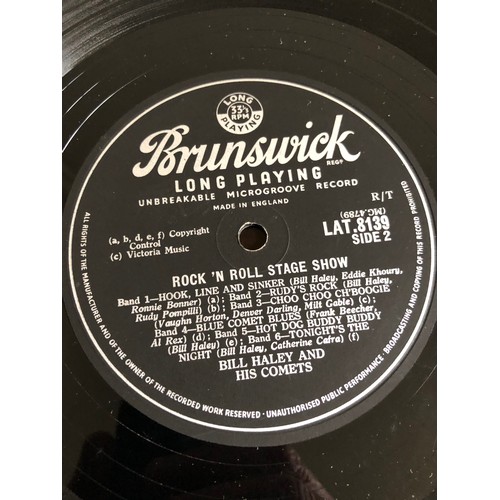 LONG
33⅓
RPM
PLAYING
Brunswick
REGD
LONG PLAYING
UNBREAKABLE MICROGROOVE RECORD
MADE IN ENGLAND
R/T
(MG.4789)
LAT.8139
SIDE 2
(a, b, d, e, f) Copyright
Control
(c) Victoria Music
ROCK 'N ROLL STAGE SHOW
Band 1—HOOK, LINE AND SINKER (Bill Haley, Eddie Khoury,
Ronnie Bonner) (a); Band 2—RUDY'S ROCK (Bill Haley,
Rudy Pompilli) (b); Band 3—CHOO CHOO CH'BOOGIE
(Vaughn Horton, Denver Darling, Milt Gable) (c);
Band 4—BLUE COMET BLUES (Frank Beecher,
Al Rex) (d); Band 5—HOT DOG BUDDY BUDDY
(Bill Haley) (e); Band 6—TONIGHT'S THE
NIGHT (Bill Haley, Catherine Cafra) (f)
BILL HALEY AND
HIS COMETS
ALL RIGHTS OF THE MANUFACTURER AND OF THE OWNER OF THE RECORDED WORK RESERVED · UNAUTHORISED PUBLIC PERFORMANCE BROADCASTING AND COPYING OF THIS RECORD PROHIBITED